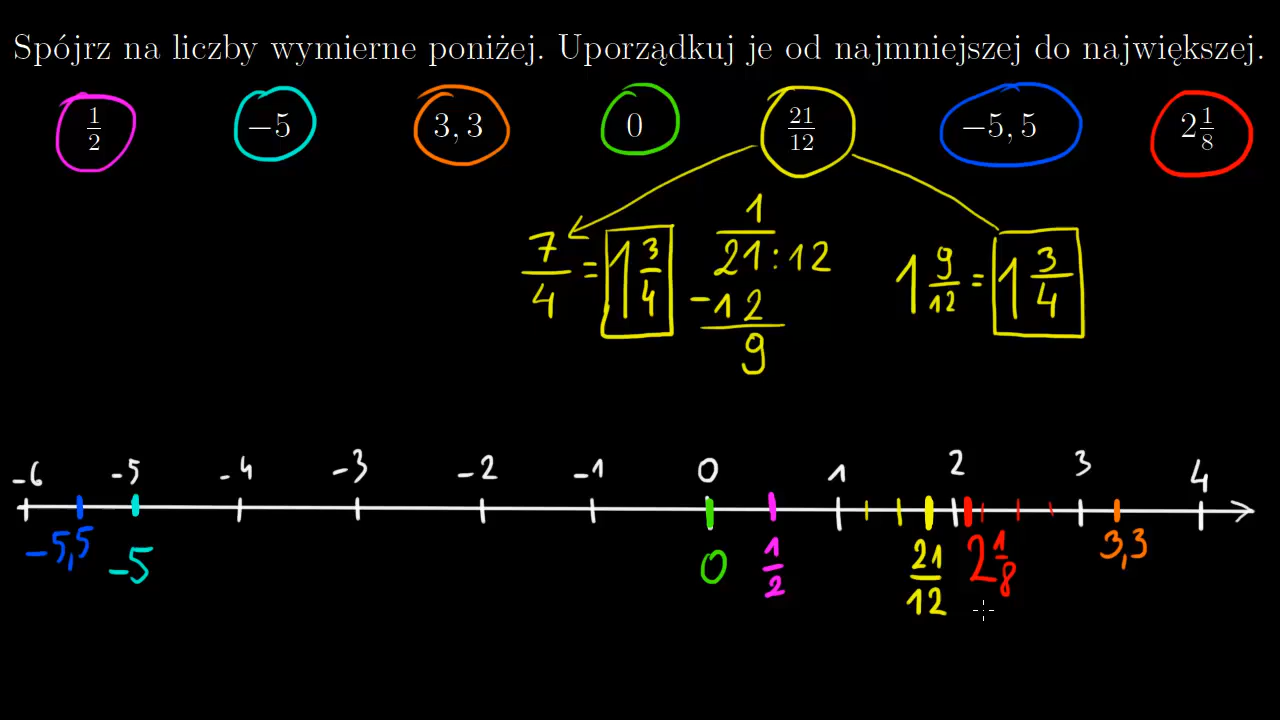 Spójrz na liczby wymierne poniżej. Uporządkuj je od najmniejszej do największej.
1/2 −5 3,3 0 21/12 −5,5 2 1/8
7/4 = 1 3/4
1
21:12
−12
9
1 9/12 = 1 3/4
−6 −5 −4 −3 −2 −1 0 1 2 3 4
−5,5 −5 0 1/2 21/12 2 1/8 3,3